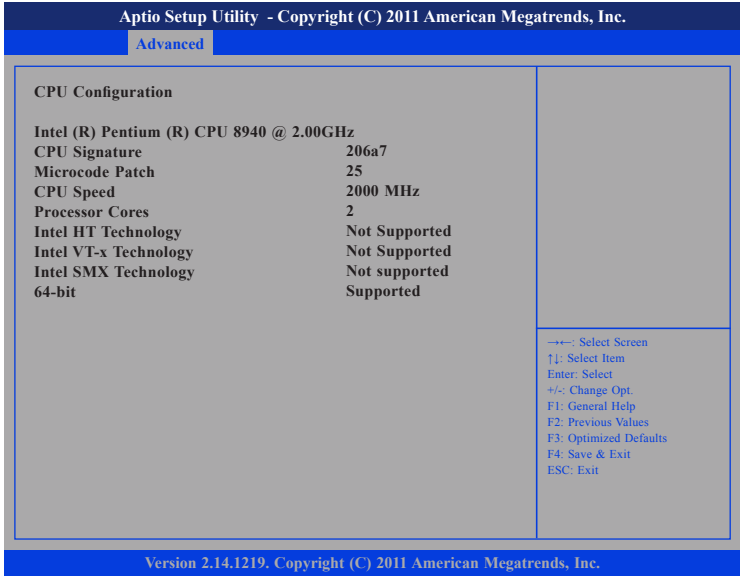 Aptio Setup Utility - Copyright (C) 2011 American Megatrends, Inc.
Advanced
CPU Configuration
Intel (R) Pentium (R) CPU 8940 @ 2.00GHz
CPU Signature 206a7
Microcode Patch 25
CPU Speed 2000 MHz
Processor Cores 2
Intel HT Technology Not Supported
Intel VT-x Technology Not Supported
Intel SMX Technology Not supported
64-bit Supported
→←: Select Screen
↑↓: Select Item
Enter: Select
+/-: Change Opt.
F1: General Help
F2: Previous Values
F3: Optimized Defaults
F4: Save & Exit
ESC: Exit
Version 2.14.1219. Copyright (C) 2011 American Megatrends, Inc.